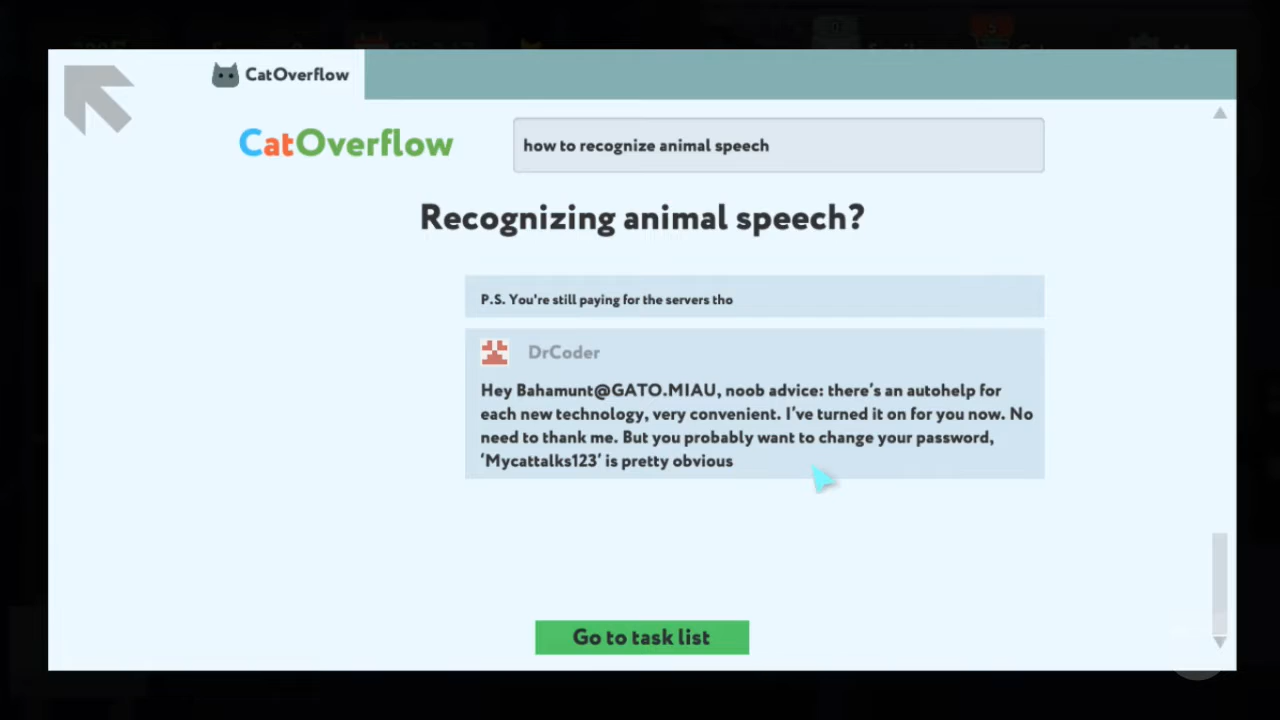 CatOverflow
CatOverflow
how to recognize animal speech
Recognizing animal speech?
P.S. You're still paying for the servers tho
DrCoder
Hey Bahamunt@GATO.MIAU, noob advice: there's an autohelp for
each new technology, very convenient. I've turned it on for you now. No
need to thank me. But you probably want to change your password,
'Mycattalks123' is pretty obvious
Go to task list